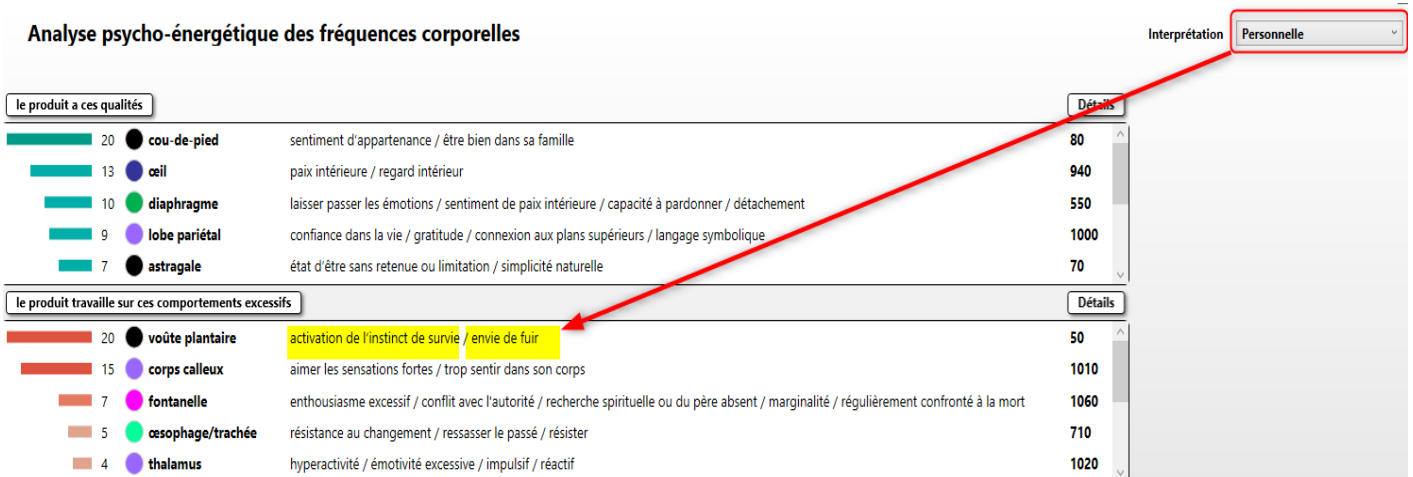 Analyse psycho-énergétique des fréquences corporelles
Interprétation Personnelle
le produit a ces qualités Détails
20 cou-de-pied sentiment d'appartenance / être bien dans sa famille 80
13 œil paix intérieure / regard intérieur 940
10 diaphragme laisser passer les émotions / sentiment de paix intérieure / capacité à pardonner / détachement 550
9 lobe pariétal confiance dans la vie / gratitude / connexion aux plans supérieurs / langage symbolique 1000
7 astragale état d'être sans retenue ou limitation / simplicité naturelle 70
le produit travaille sur ces comportements excessifs Détails
20 voûte plantaire activation de l'instinct de survie / envie de fuir 50
15 corps calleux aimer les sensations fortes / trop sentir dans son corps 1010
7 fontanelle enthousiasme excessif / conflit avec l'autorité / recherche spirituelle ou du père absent / marginalité / régulièrement confronté à la mort 1060
5 œsophage/trachée résistance au changement / ressasser le passé / résister 710
4 thalamus hyperactivité / émotivité excessive / impulsif / réactif 1020